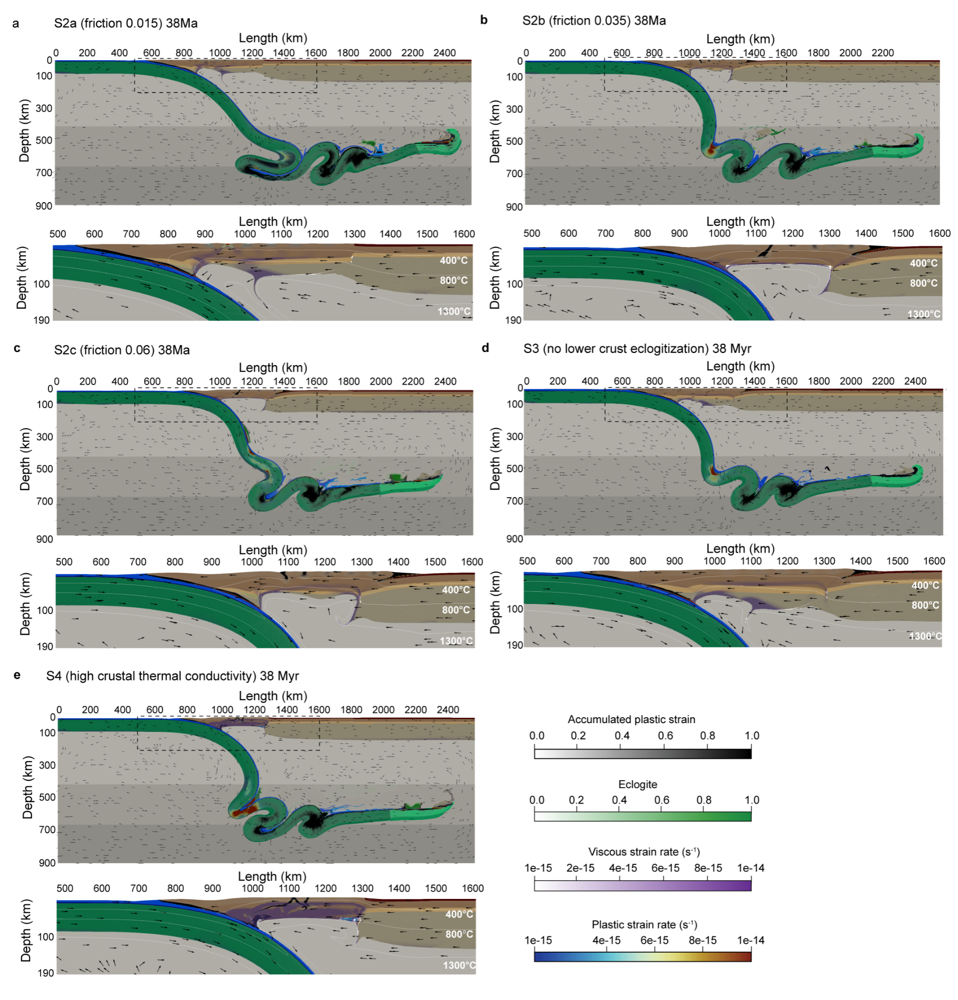 a
S2a (friction 0.015) 38Ma
Length (km)
0 200 400 600 800 1000 1200 1400 1600 1800 2000 2200 2400
Depth (km)
0
100
300
500
700
900
Length (km)
500 600 700 800 900 1000 1100 1200 1300 1400 1500 1600
Depth (km)
100
190
400°C
800°C
1300°C
b
S2b (friction 0.035) 38Ma
Length (km)
0 200 400 600 800 1000 1200 1400 1600 1800 2000 2200
Depth (km)
0
100
300
500
700
900
Length (km)
500 600 700 800 900 1000 1100 1200 1300 1400 1500 1600
Depth (km)
100
190
400°C
800°C
1300°C
c
S2c (friction 0.06) 38Ma
Length (km)
0 200 400 600 800 1000 1200 1400 1600 1800 2000 2200 2400
Depth (km)
0
100
300
500
700
900
Length (km)
500 600 700 800 900 1000 1100 1200 1300 1400 1500 1600
Depth (km)
100
190
400°C
800°C
1300°C
d
S3 (no lower crust eclogitization) 38 Myr
Length (km)
0 200 400 600 800 1000 1200 1400 1600 1800 2000 2200 2400
Depth (km)
0
100
300
500
700
900
Length (km)
500 600 700 800 900 1000 1100 1200 1300 1400 1500 1600
Depth (km)
100
190
400°C
800°C
1300°C
e
S4 (high crustal thermal conductivity) 38 Myr
Length (km)
0 200 400 600 800 1000 1200 1400 1600 1800 2000 2200 2400
Depth (km)
0
100
300
500
700
900
Length (km)
500 600 700 800 900 1000 1100 1200 1300 1400 1500 1600
Depth (km)
100
190
400°C
800°C
1300°C
Accumulated plastic strain
0.0 0.2 0.4 0.6 0.8 1.0
Eclogite
0.0 0.2 0.4 0.6 0.8 1.0
Viscous strain rate (s⁻¹)
1e-15 2e-15 4e-15 6e-15 8e-15 1e-14
Plastic strain rate (s⁻¹)
1e-15 4e-15 6e-15 8e-15 1e-14